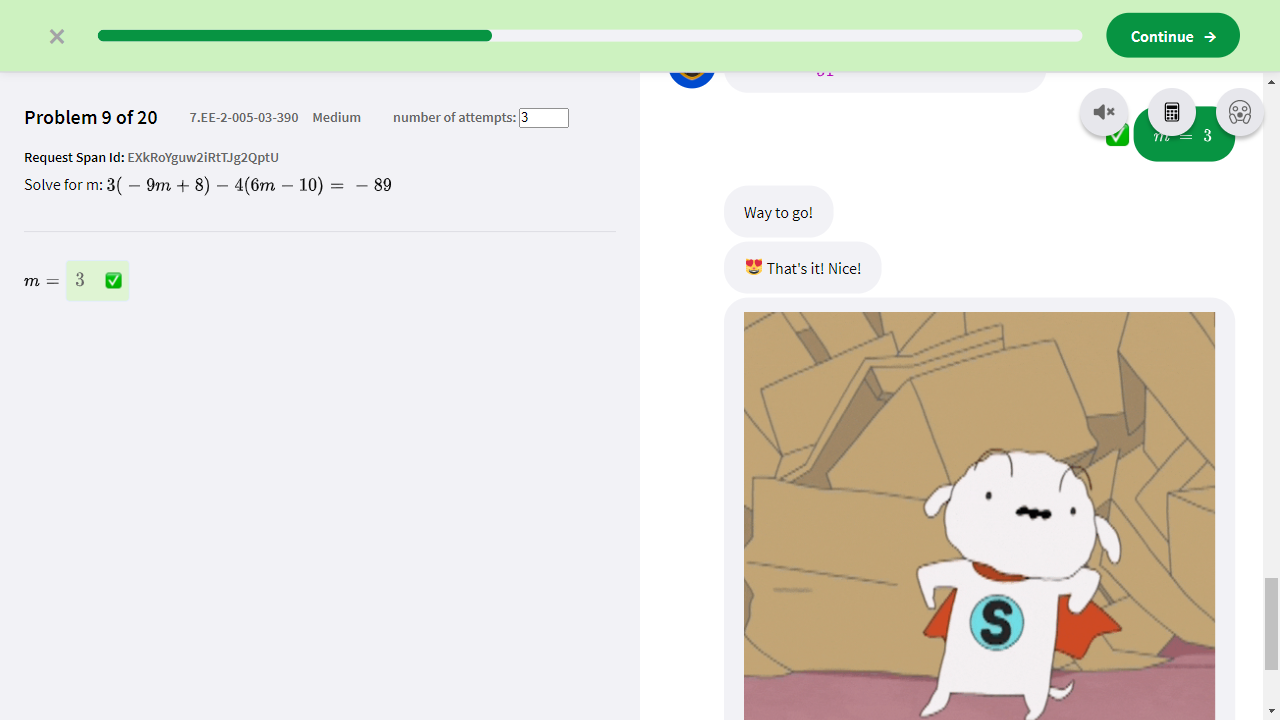 Continue →
Problem 9 of 20 7.EE-2-005-03-390 Medium number of attempts: 3
Request Span Id: EXkRoYguw2iRtTJg2QptU
Solve for m: 3( − 9m + 8) − 4(6m − 10) = − 89
m = 3
m = 3
Way to go!
That's it! Nice!
S